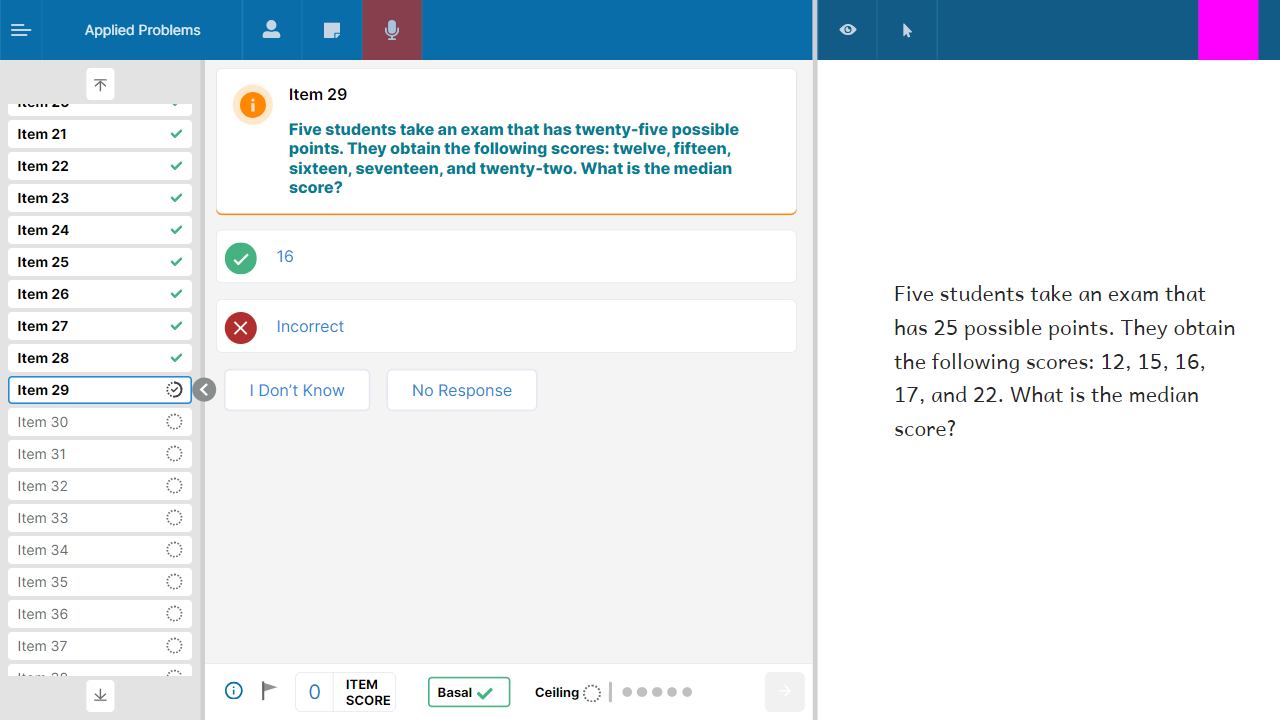 Applied Problems
Item 21
Item 22
Item 23
Item 24
Item 25
Item 26
Item 27
Item 28
Item 29
Item 30
Item 31
Item 32
Item 33
Item 34
Item 35
Item 36
Item 37
Item 29
Five students take an exam that has twenty-five possible
points. They obtain the following scores: twelve, fifteen,
sixteen, seventeen, and twenty-two. What is the median
score?
16
Incorrect
I Don’t Know
No Response
0
ITEM
SCORE
Basal
Ceiling
Five students take an exam that
has 25 possible points. They obtain
the following scores: 12, 15, 16,
17, and 22. What is the median
score?